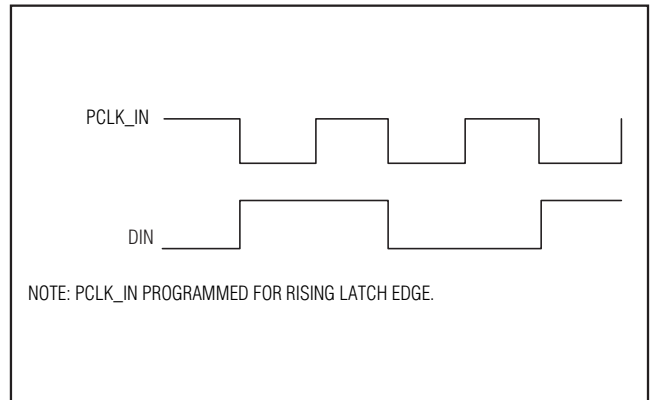 PCLK_IN
DIN
NOTE: PCLK_IN PROGRAMMED FOR RISING LATCH EDGE.